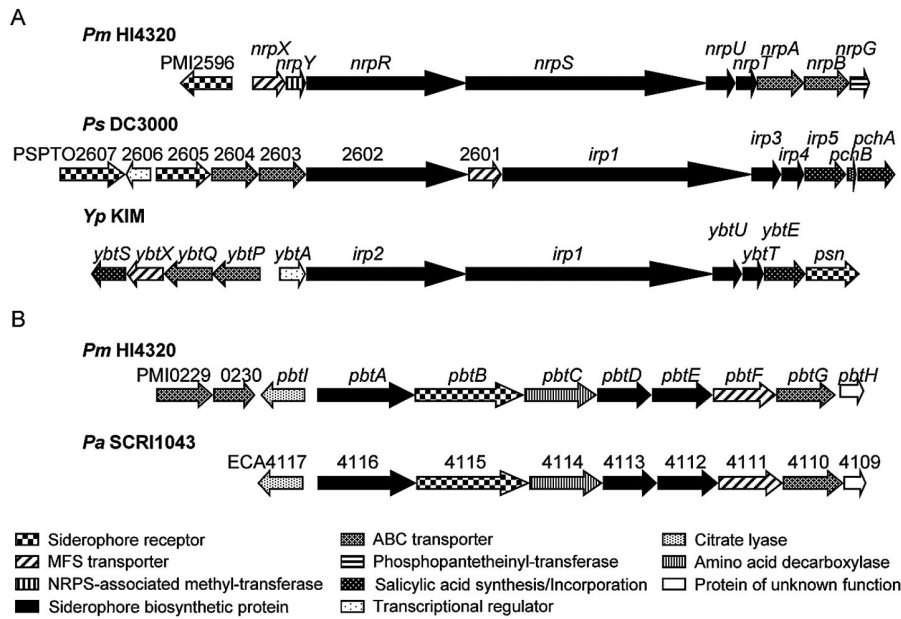 A
Pm HI4320
PMI2596 nrpX nrpY nrpR nrpS nrpU nrpT nrpA nrpB nrpG
Ps DC3000
PSPTO2607 2606 2605 2604 2603 2602 2601 irp1 irp3 irp4 irp5 pchB pchA
Yp KIM
ybtS ybtX ybtQ ybtP ybtA irp2 irp1 ybtU ybtT ybtE psn
B
Pm HI4320
PMI0229 0230 pbtI pbtA pbtB pbtC pbtD pbtE pbtF pbtG pbtH
Pa SCRI1043
ECA4117 4116 4115 4114 4113 4112 4111 4110 4109
Siderophore receptor
MFS transporter
NRPS-associated methyl-transferase
Siderophore biosynthetic protein
ABC transporter
Phosphopantetheinyl-transferase
Salicylic acid synthesis/Incorporation
Transcriptional regulator
Citrate lyase
Amino acid decarboxylase
Protein of unknown function